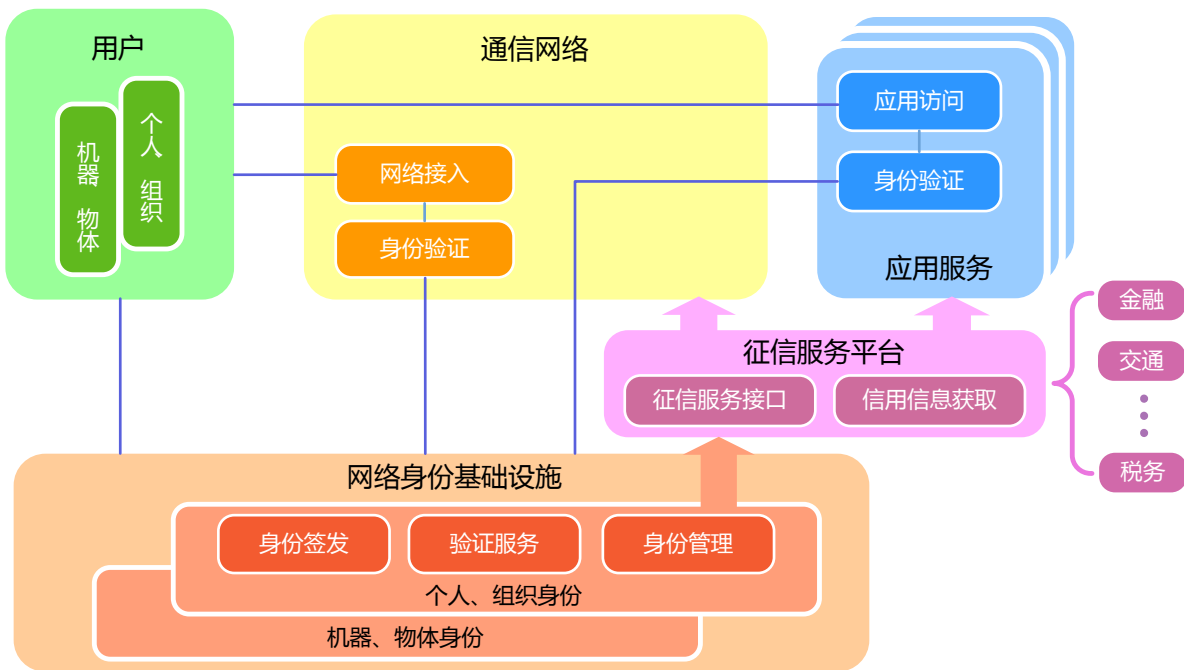 用户
个人、组织
机器、物体
通信网络
网络接入
身份验证
应用访问
身份验证
应用服务
征信服务平台
征信服务接口
信用信息获取
金融
交通
税务
网络身份基础设施
身份签发
验证服务
身份管理
个人、组织身份
机器、物体身份